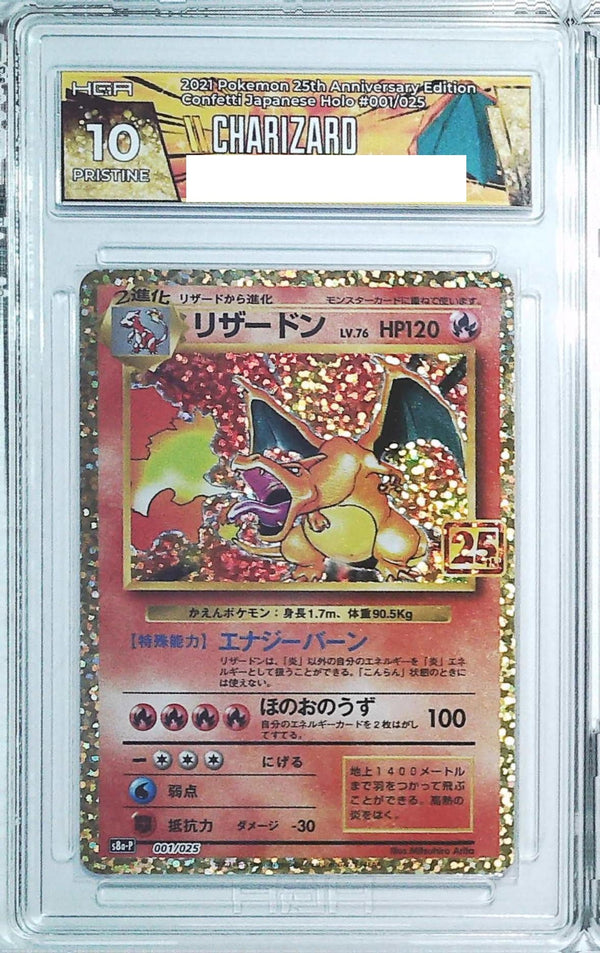 HGA
2021 Pokemon 25th Anniversary Edition
Confetti Japanese Holo #001/025
10
PRISTINE
CHARIZARD
2進化 リザードから進化 モンスターカードに重ねて使います。
リザードン LV.76 HP120
25th
かえんポケモン：身長1.7m、体重90.5Kg
【特殊能力】エナジーバーン
リザードンは、「炎」以外の自分のエネルギーを「炎」エネ
ルギーとして扱うことができる。「こんらん」状態のときに
は使えない。
ほのおのうず 100
自分のエネルギーカードを2枚はがし
てすてる。
にげる
弱点
抵抗力 ダメージ -30
地上1400メートル
まで羽をつかって飛ぶ
ことができる。高熱の
炎をはく。
s8a-P 001/025
Illus. Mitsuhiro Arita
HGA